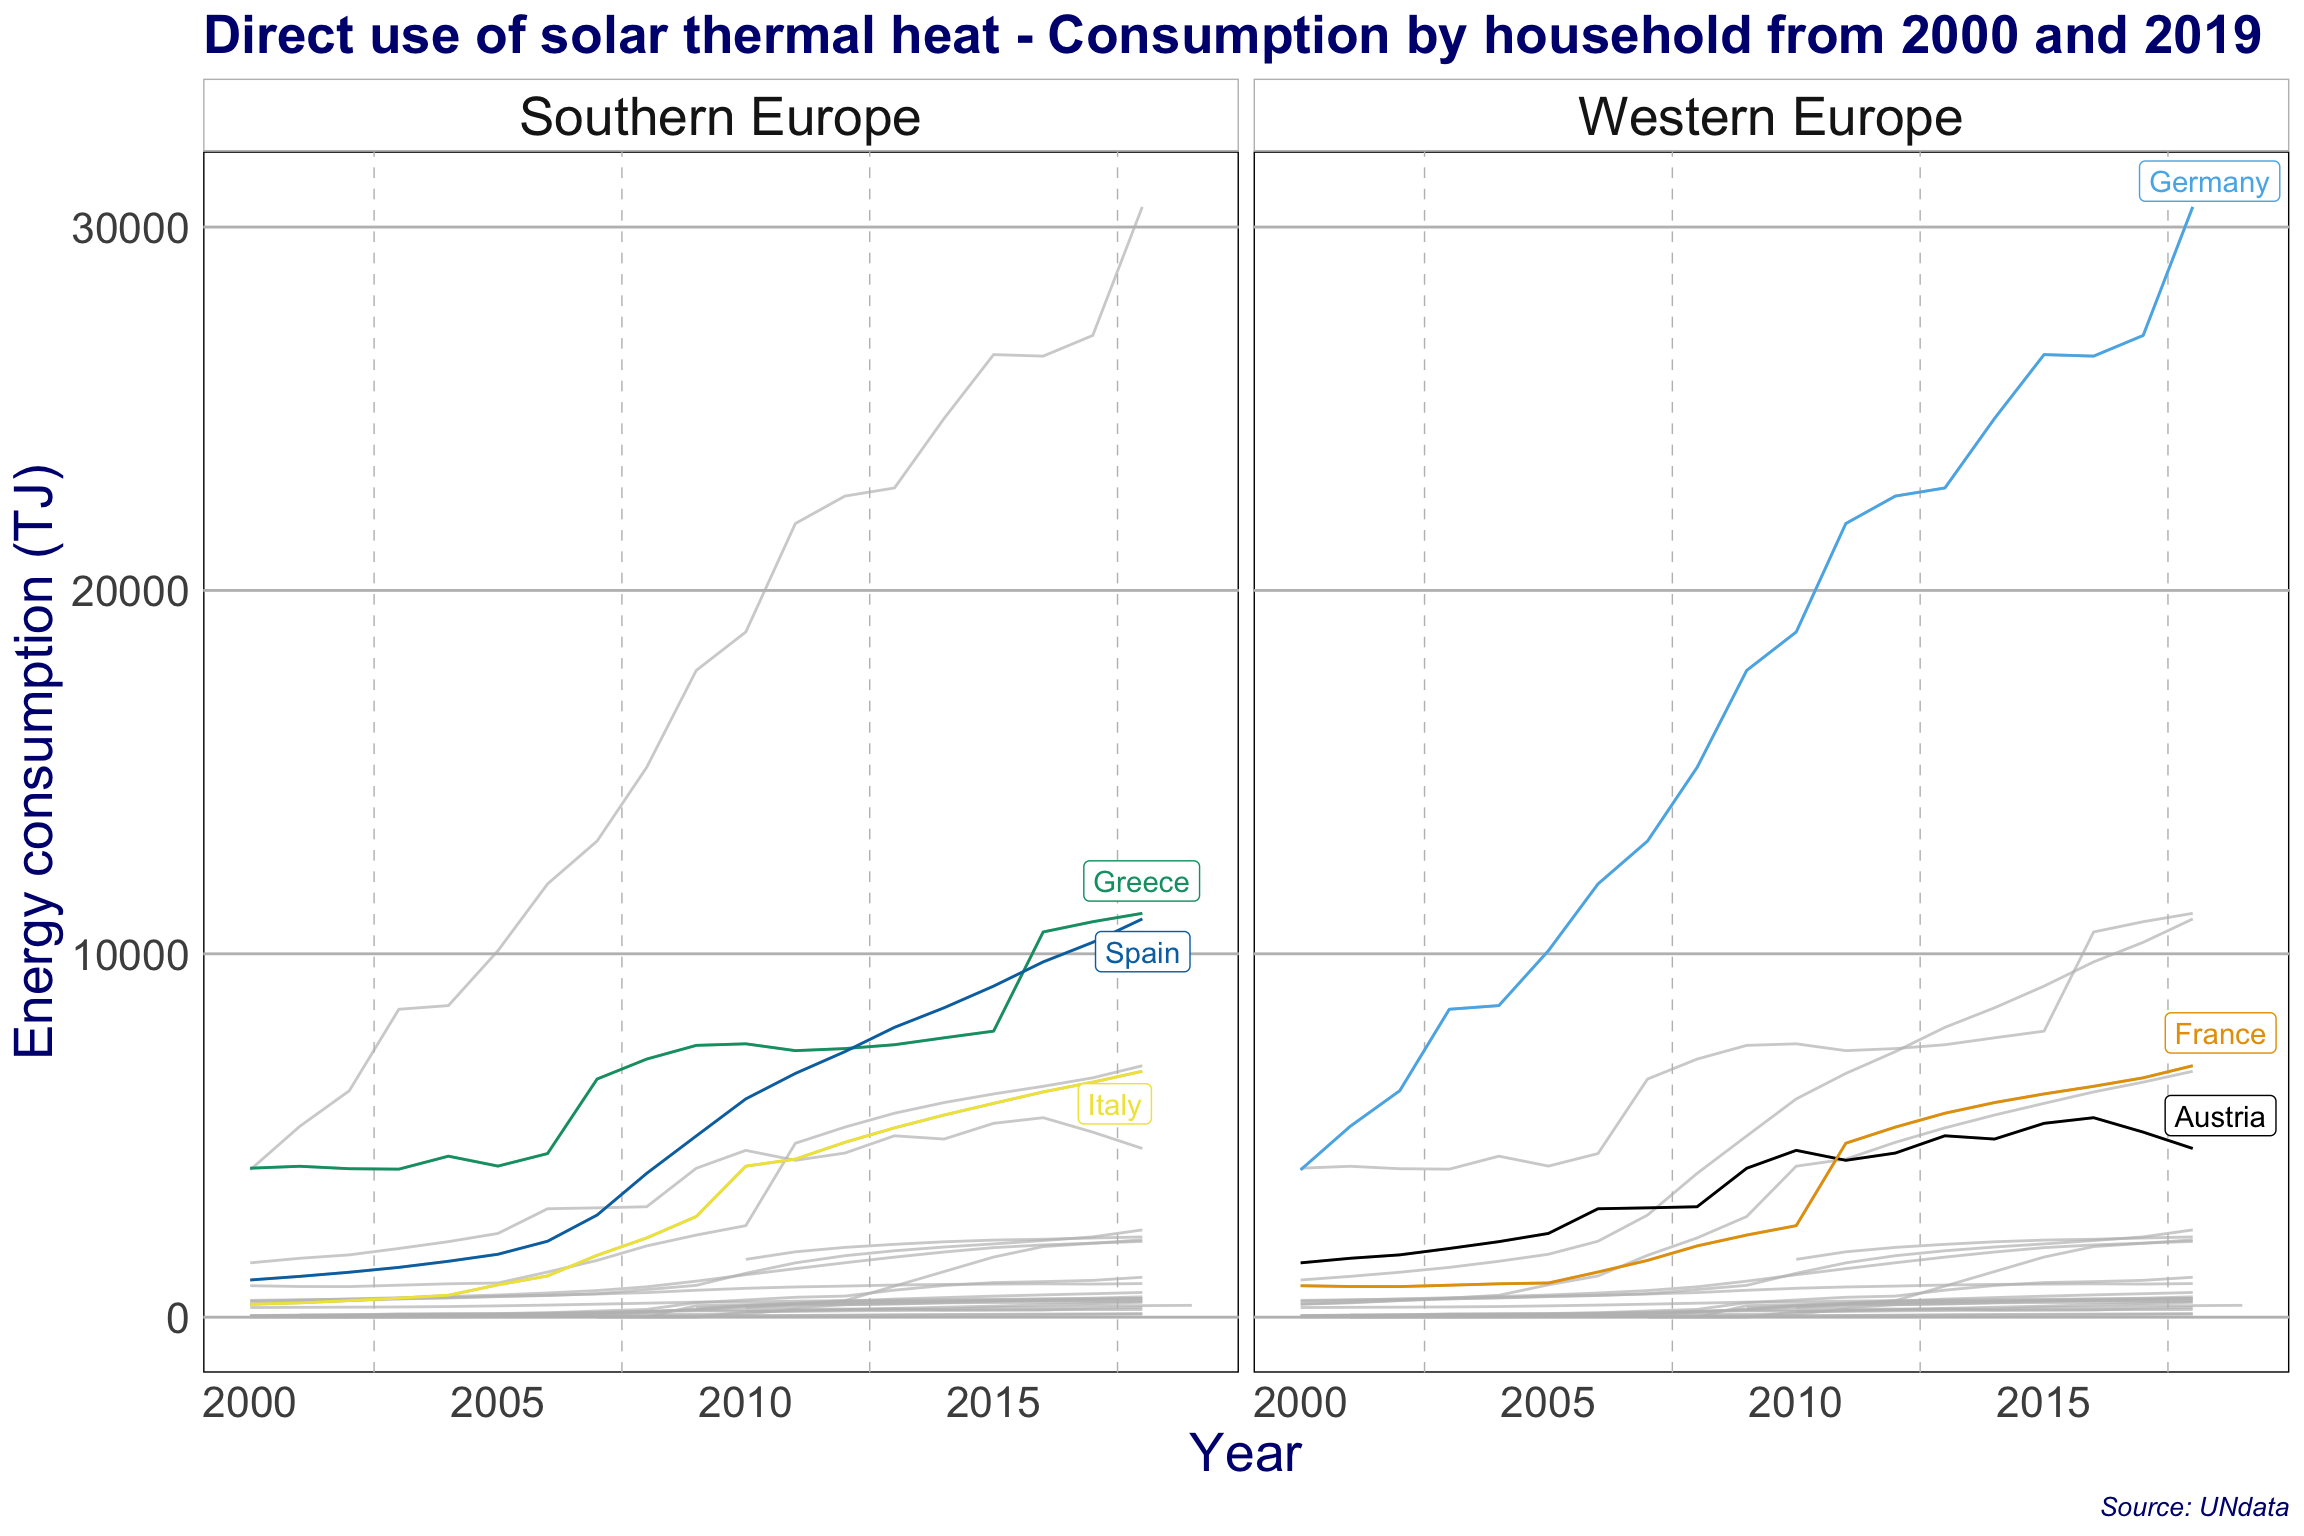 Direct use of solar thermal heat - Consumption by household from 2000 and 2019
Southern Europe
Western Europe
Energy consumption (TJ)
30000
20000
10000
0
Greece
Spain
Italy
Germany
France
Austria
2000 2005 2010 2015
2000 2005 2010 2015
Year
Source: UNdata